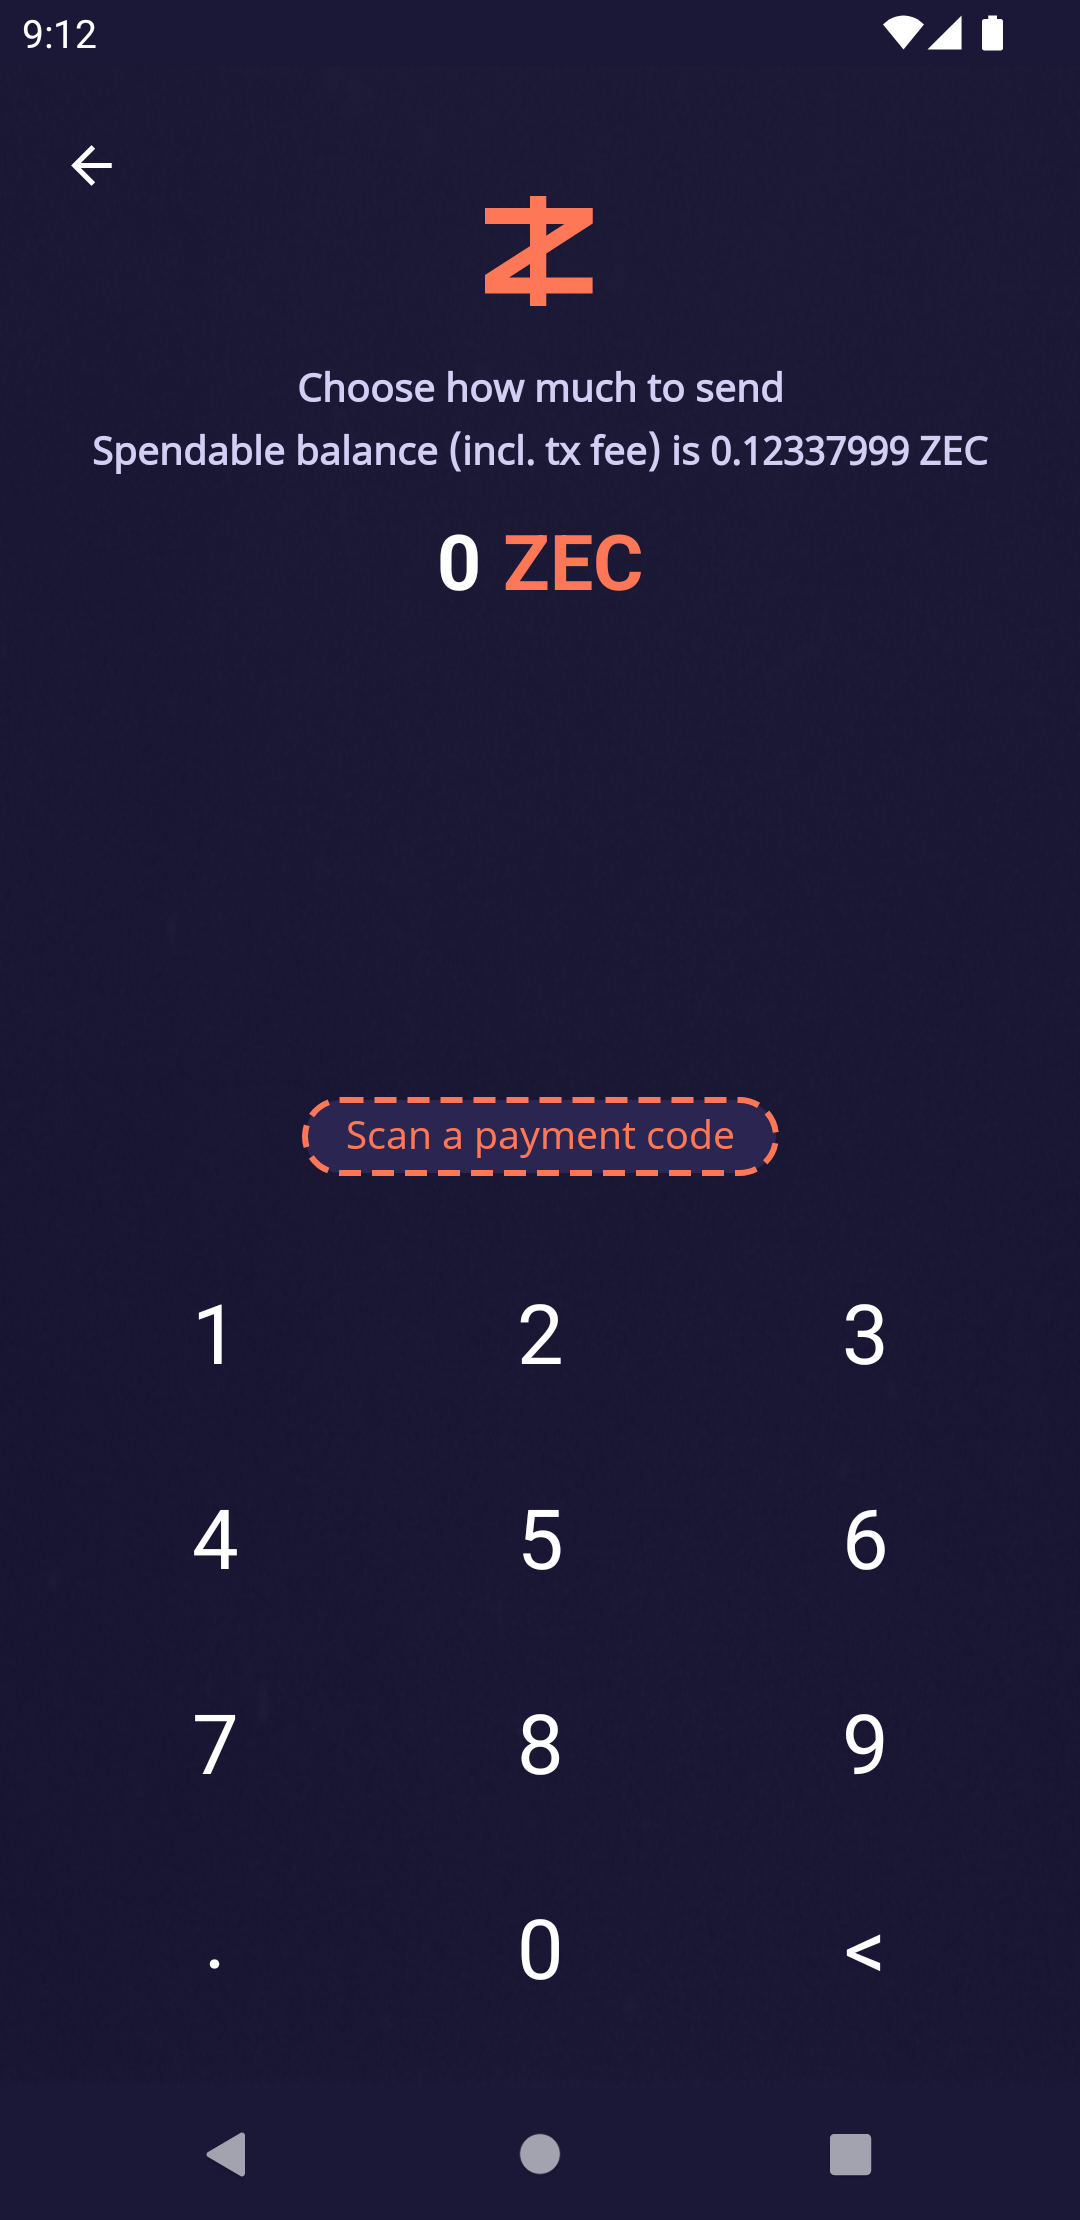 9:12
Choose how much to send
Spendable balance (incl. tx fee) is 0.12337999 ZEC
0 ZEC
Scan a payment code
1 2 3
4 5 6
7 8 9
. 0 <